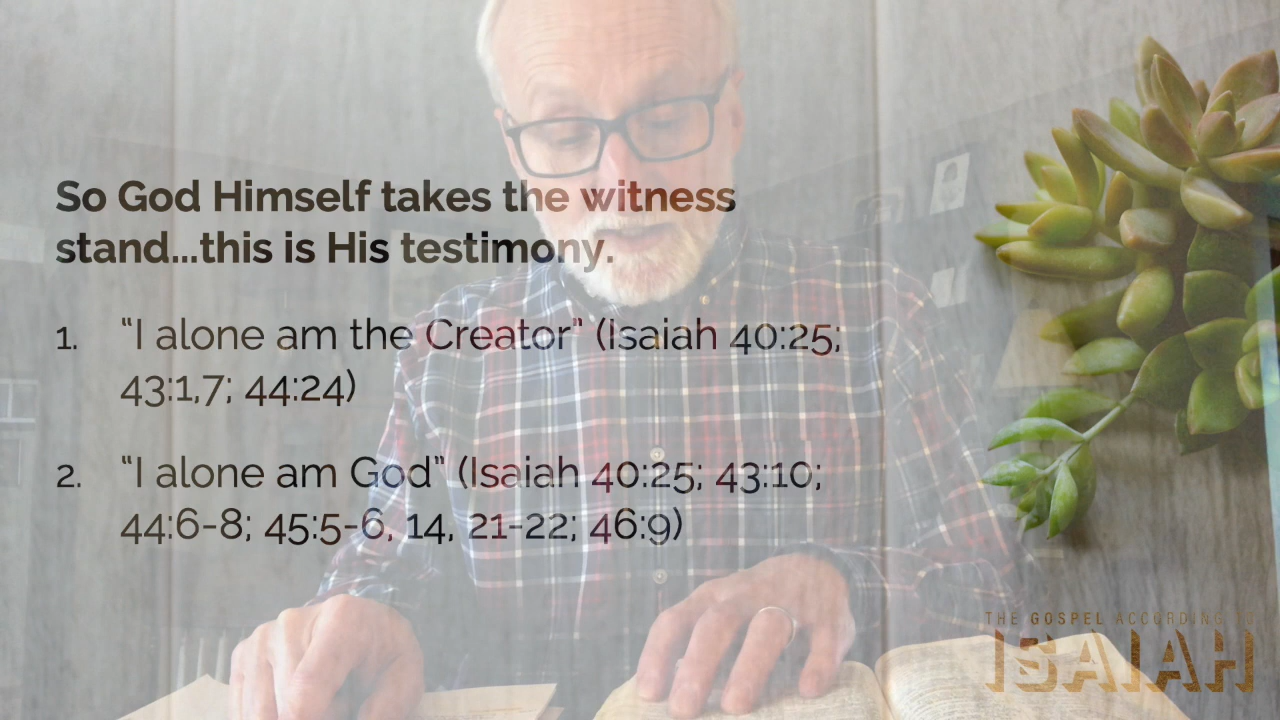 So God Himself takes the witness
stand...this is His testimony.
1. “I alone am the Creator” (Isaiah 40:25;
43:1,7; 44:24)
2. “I alone am God” (Isaiah 40:25; 43:10;
44:6-8; 45:5-6, 14, 21-22; 46:9)
THE GOSPEL ACCORDING TO
ISAIAH